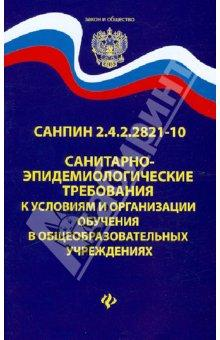 закон и общество
САНПИН 2.4.2.2821-10
САНИТАРНО-
ЭПИДЕМИОЛОГИЧЕСКИЕ
ТРЕБОВАНИЯ
К УСЛОВИЯМ И ОРГАНИЗАЦИИ
ОБУЧЕНИЯ
В ОБЩЕОБРАЗОВАТЕЛЬНЫХ
УЧРЕЖДЕНИЯХ